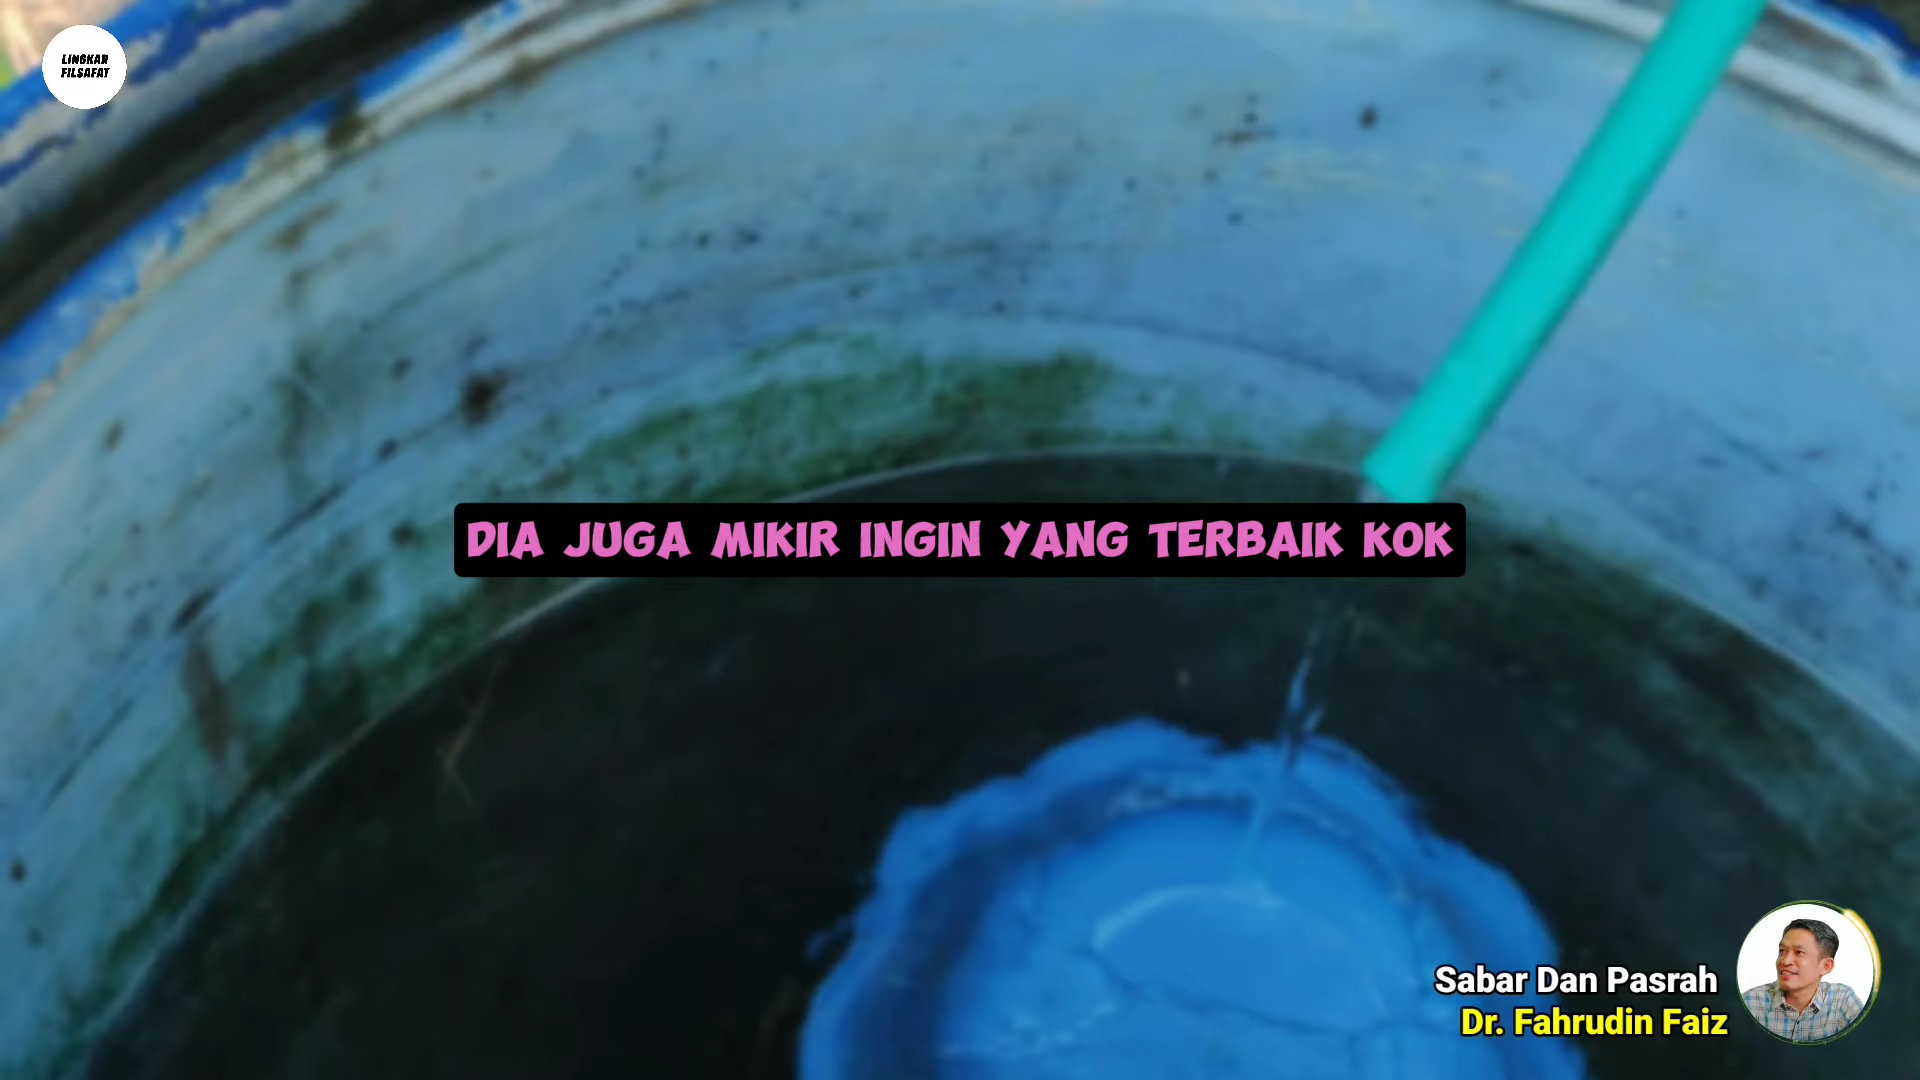 LINGKAR
FILSAFAT
DIA JUGA MIKIR INGIN YANG TERBAIK KOK
Sabar Dan Pasrah
Dr. Fahrudin Faiz